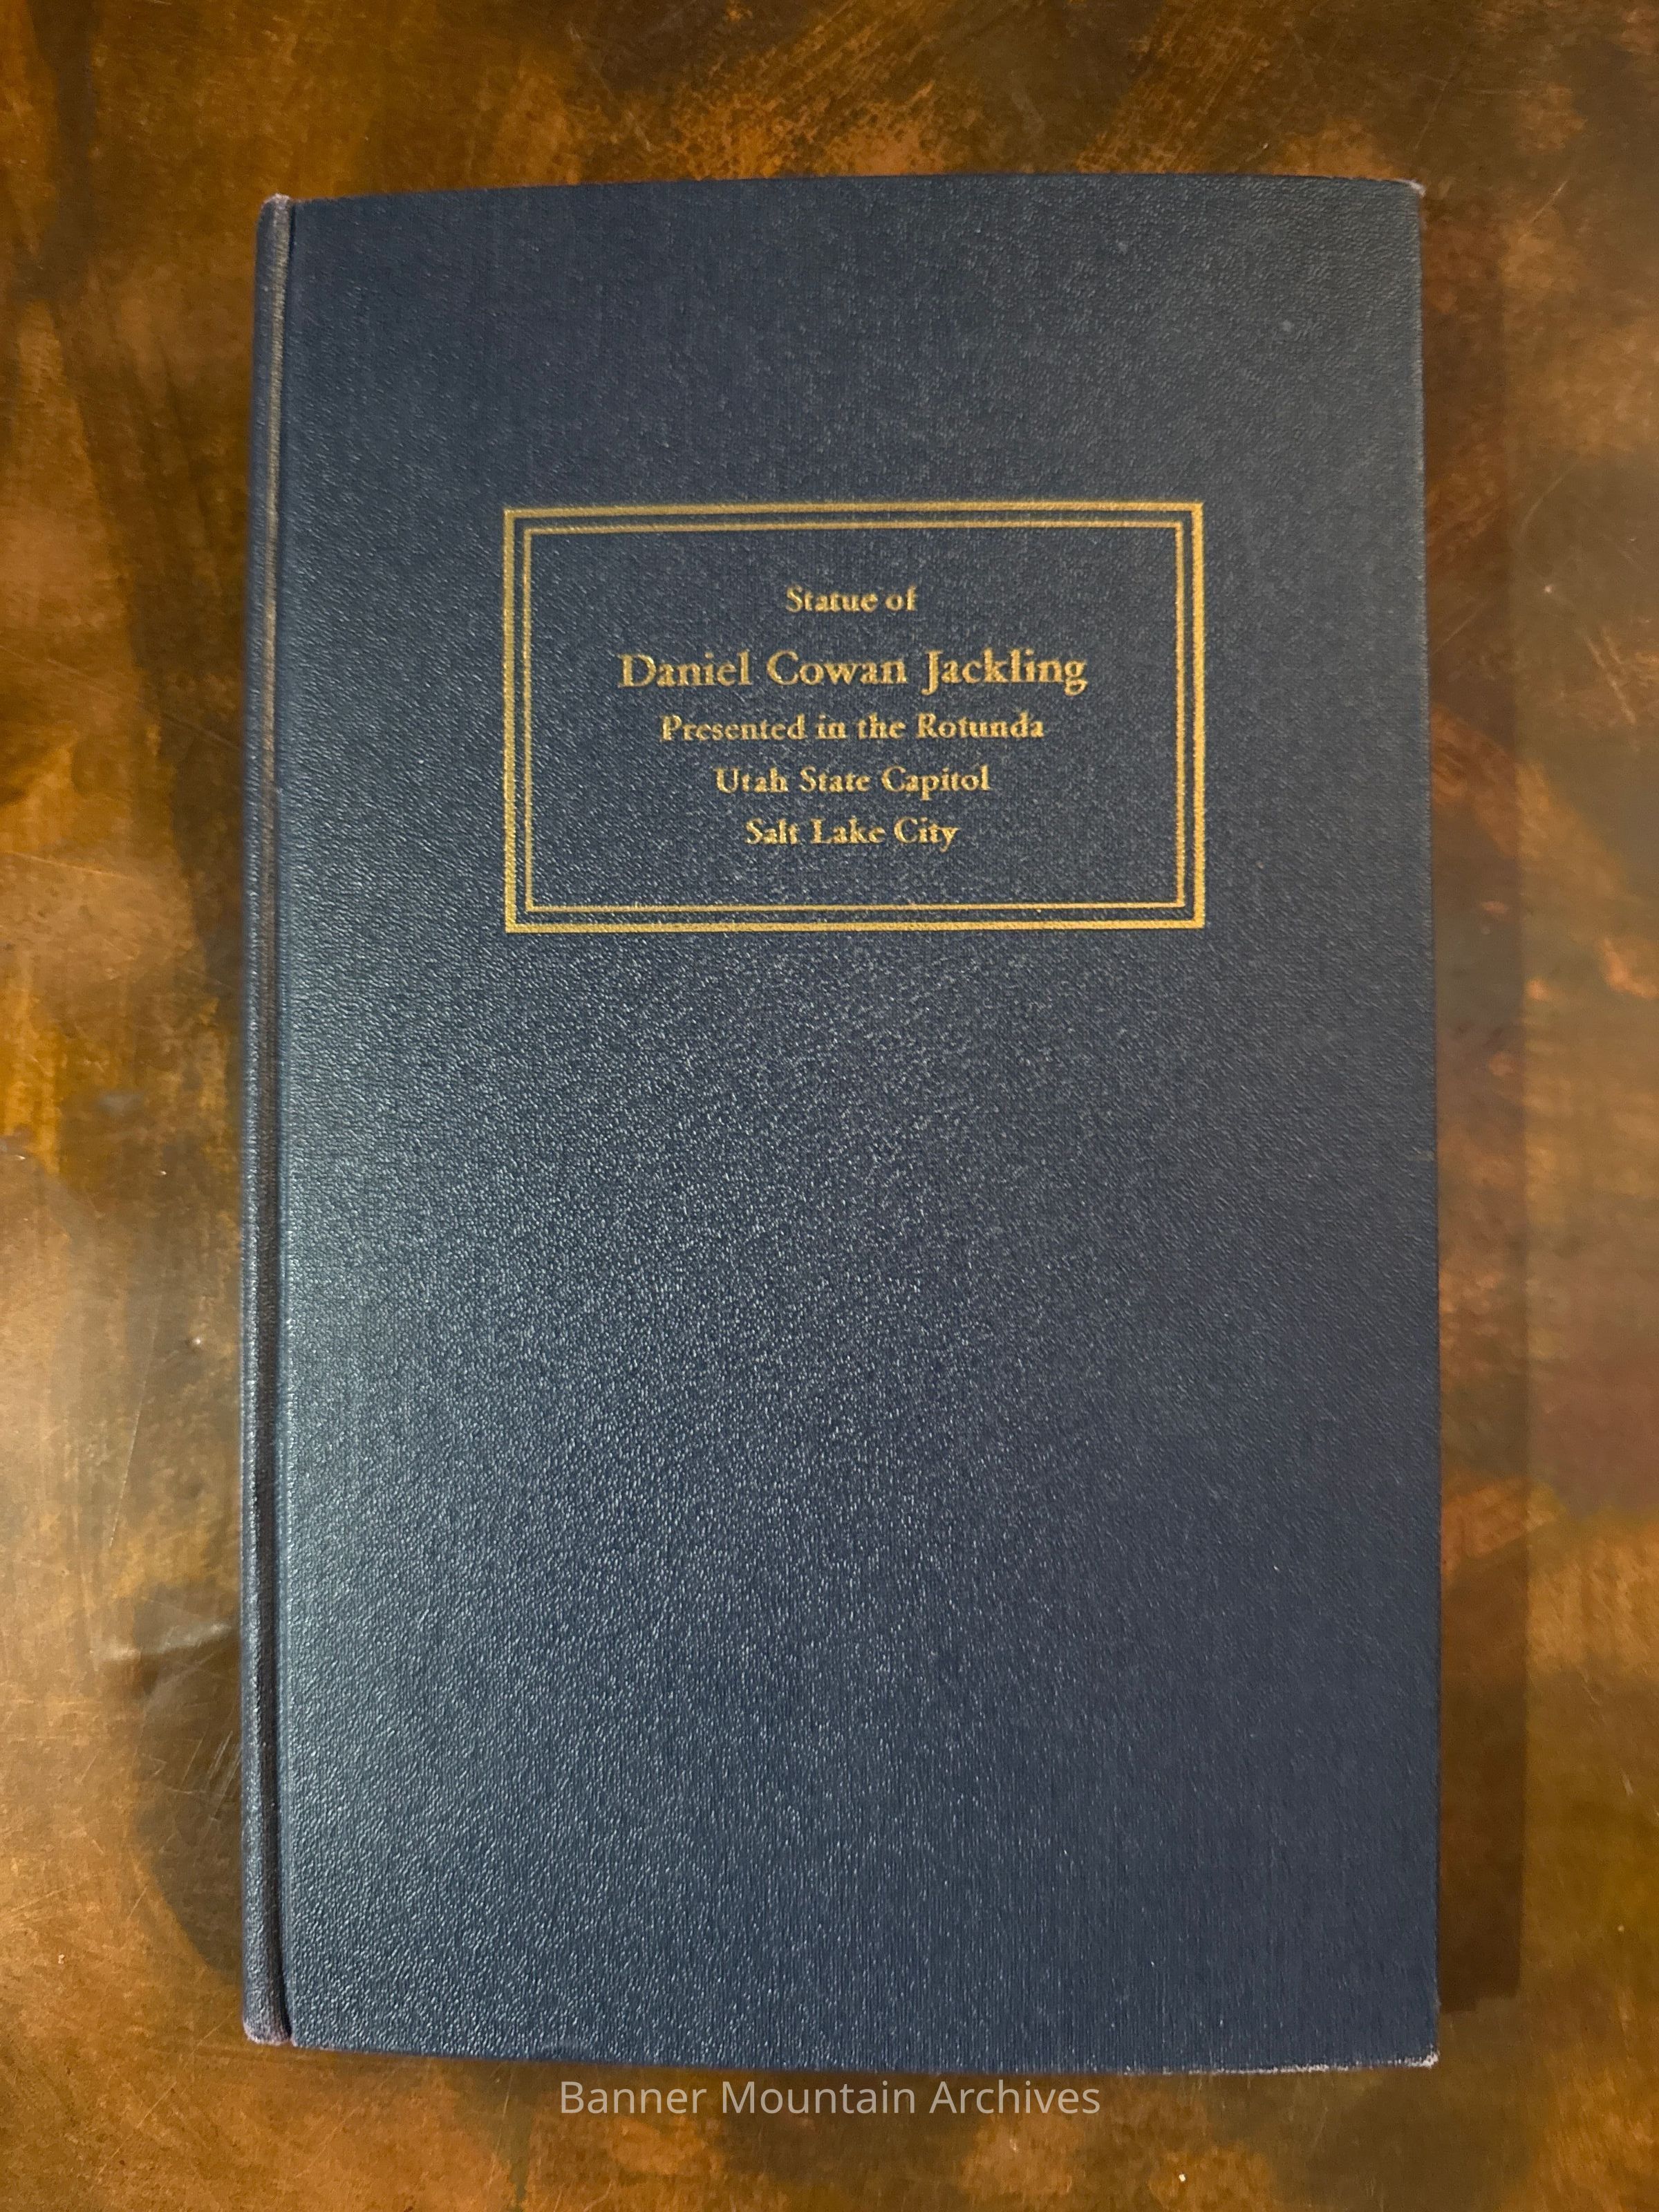 Statue of
Daniel Cowan Jackling
Presented in the Rotunda
Utah State Capitol
Salt Lake City
Banner Mountain Archives